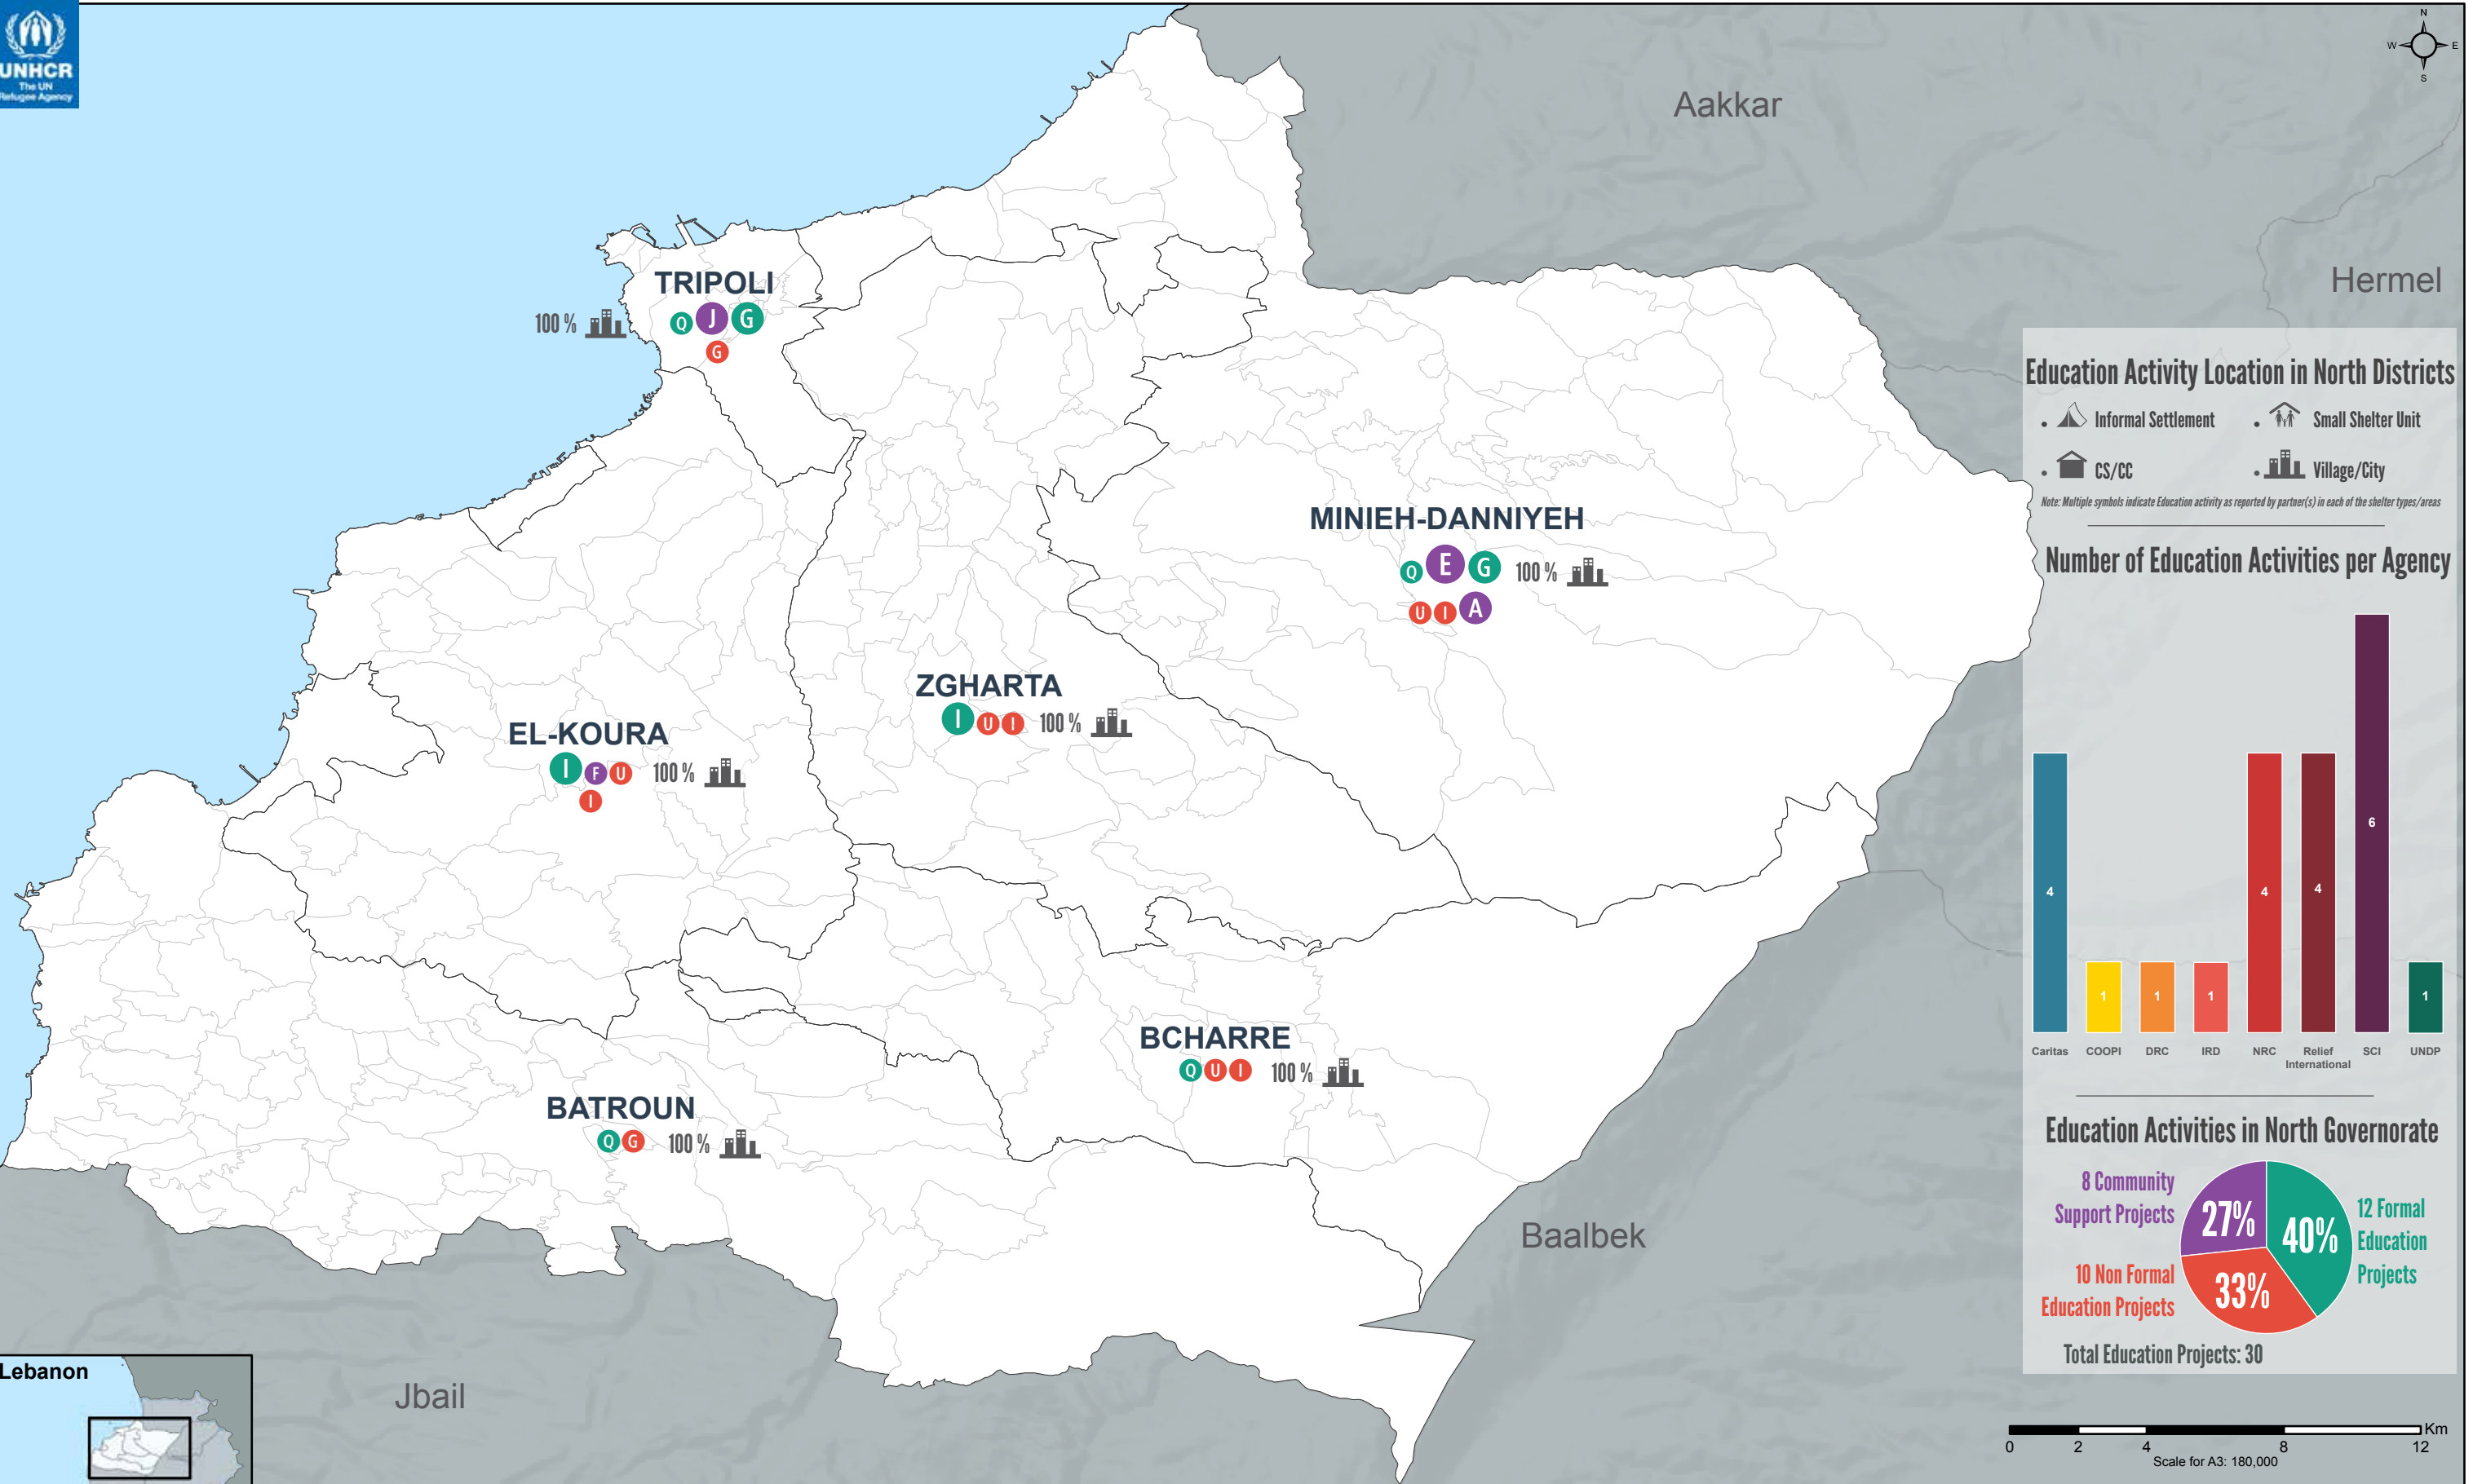 UNHCR
The UN
Refugee Agency
N
W
E
S
Aakkar
Hermel
TRIPOLI
100 %
Q J G
G
MINIEH-DANNIYEH
Q E G 100 %
U I A
ZGHARTA
I U I 100 %
EL-KOURA
I F U 100 %
I
BCHARRE
Q U I 100 %
BATROUN
Q G 100 %
Baalbek
Jbail
Lebanon
Education Activity Location in North Districts
• Informal Settlement
• Small Shelter Unit
• CS/CC
• Village/City
Note: Multiple symbols indicate Education activity as reported by partner(s) in each of the shelter types/areas
Number of Education Activities per Agency
4 1 1 1 4 4 6 1
Caritas COOPI DRC IRD NRC Relief International SCI UNDP
Education Activities in North Governorate
8 Community
Support Projects
27%
40%
12 Formal
Education
Projects
10 Non Formal
Education Projects
33%
Total Education Projects: 30
Km
0 2 4 8 12
Scale for A3: 180,000